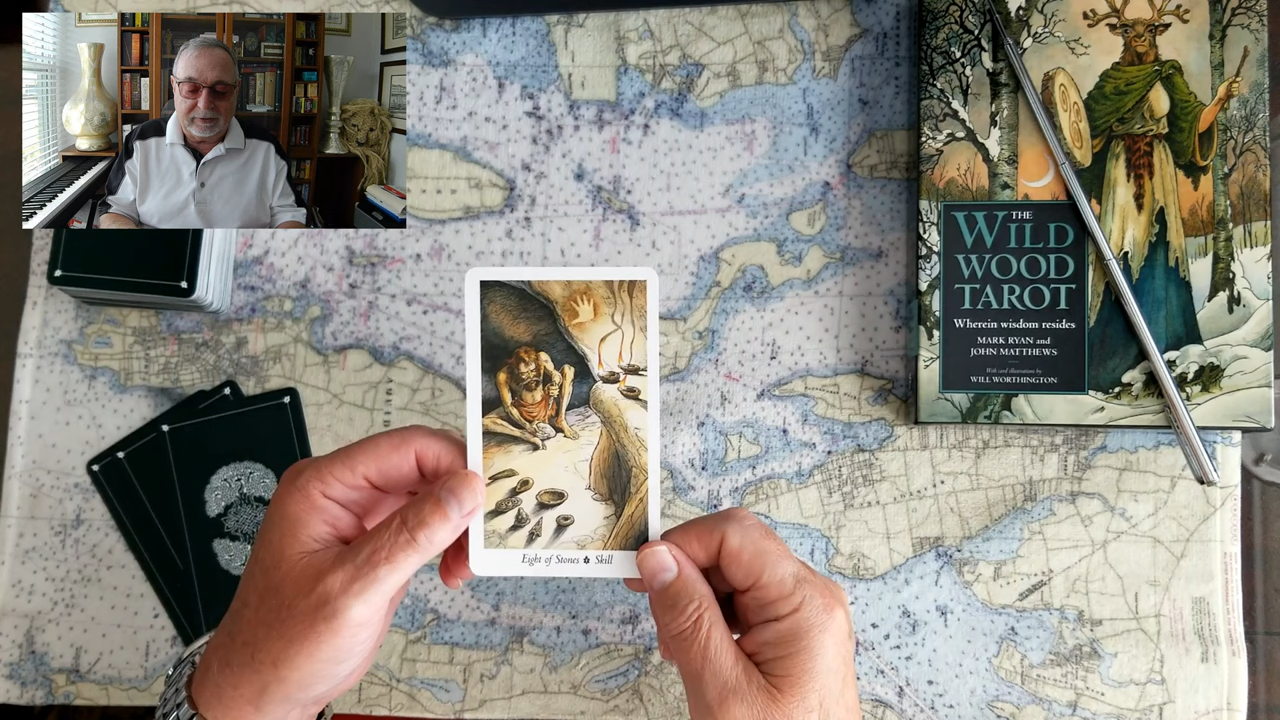 THE
WILD
WOOD
TAROT
Wherein wisdom resides
MARK RYAN and
JOHN MATTHEWS
With card illustrations by
WILL WORTHINGTON
Eight of Stones ✽ Skill